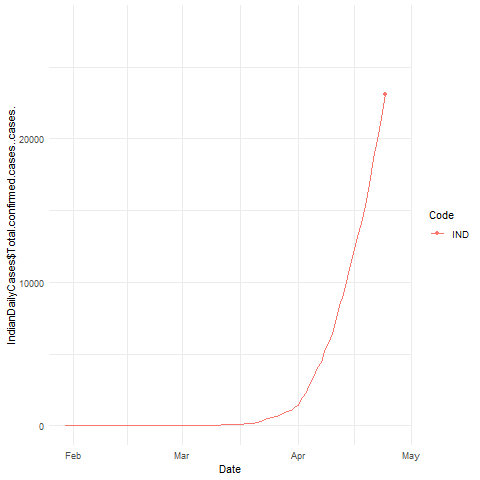 IndianDailyCases$Total.confirmed.cases..cases.
20000
10000
0
Feb
Mar
Apr
May
Date
Code
IND